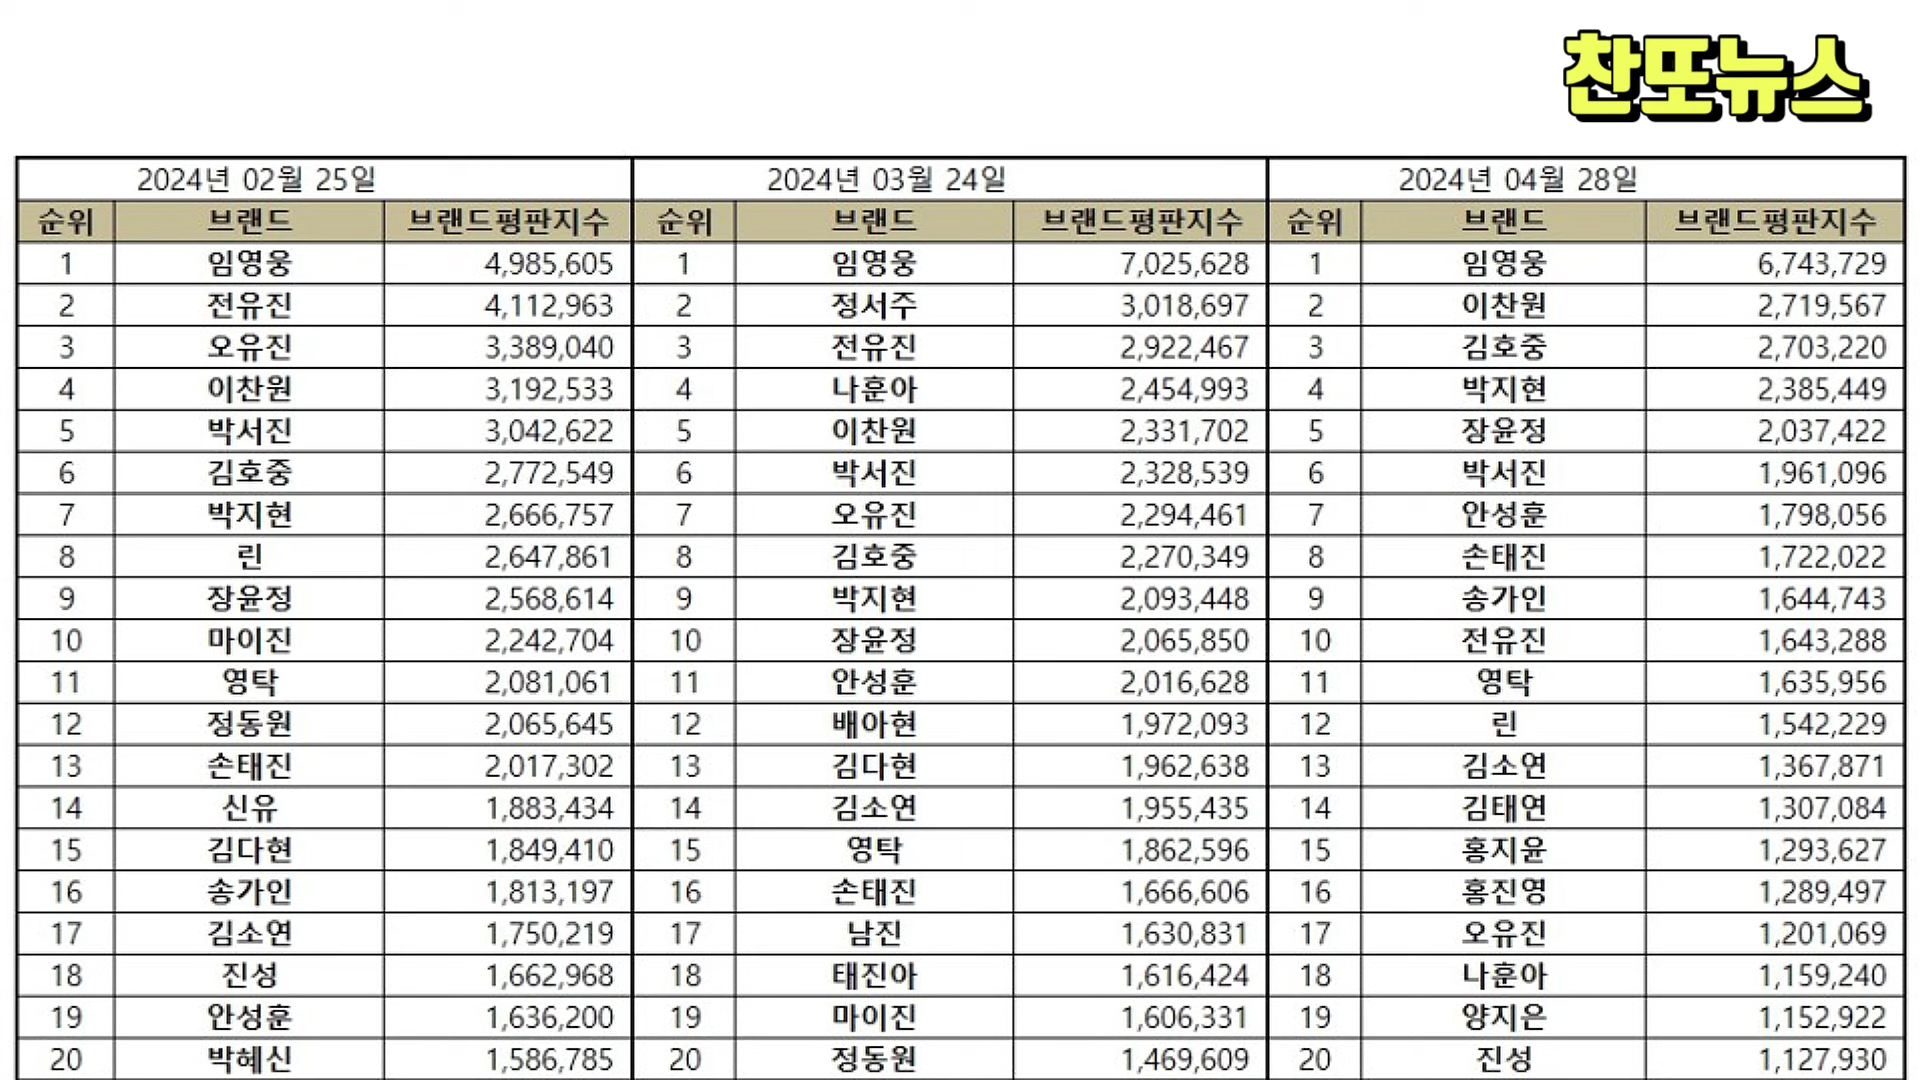 찬또뉴스
2024년 02월 25일 2024년 03월 24일 2024년 04월 28일
순위 브랜드 브랜드평판지수 순위 브랜드 브랜드평판지수 순위 브랜드 브랜드평판지수
1 임영웅 4,985,605 1 임영웅 7,025,628 1 임영웅 6,743,729
2 전유진 4,112,963 2 정서주 3,018,697 2 이찬원 2,719,567
3 오유진 3,389,040 3 전유진 2,922,467 3 김호중 2,703,220
4 이찬원 3,192,533 4 나훈아 2,454,993 4 박지현 2,385,449
5 박서진 3,042,622 5 이찬원 2,331,702 5 장윤정 2,037,422
6 김호중 2,772,549 6 박서진 2,328,539 6 박서진 1,961,096
7 박지현 2,666,757 7 오유진 2,294,461 7 안성훈 1,798,056
8 린 2,647,861 8 김호중 2,270,349 8 손태진 1,722,022
9 장윤정 2,568,614 9 박지현 2,093,448 9 송가인 1,644,743
10 마이진 2,242,704 10 장윤정 2,065,850 10 전유진 1,643,288
11 영탁 2,081,061 11 안성훈 2,016,628 11 영탁 1,635,956
12 정동원 2,065,645 12 배아현 1,972,093 12 린 1,542,229
13 손태진 2,017,302 13 김다현 1,962,638 13 김소연 1,367,871
14 신유 1,883,434 14 김소연 1,955,435 14 김태연 1,307,084
15 김다현 1,849,410 15 영탁 1,862,596 15 홍지윤 1,293,627
16 송가인 1,813,197 16 손태진 1,666,606 16 홍진영 1,289,497
17 김소연 1,750,219 17 남진 1,630,831 17 오유진 1,201,069
18 진성 1,662,968 18 태진아 1,616,424 18 나훈아 1,159,240
19 안성훈 1,636,200 19 마이진 1,606,331 19 양지은 1,152,922
20 박혜신 1,586,785 20 정동원 1,469,609 20 진성 1,127,930